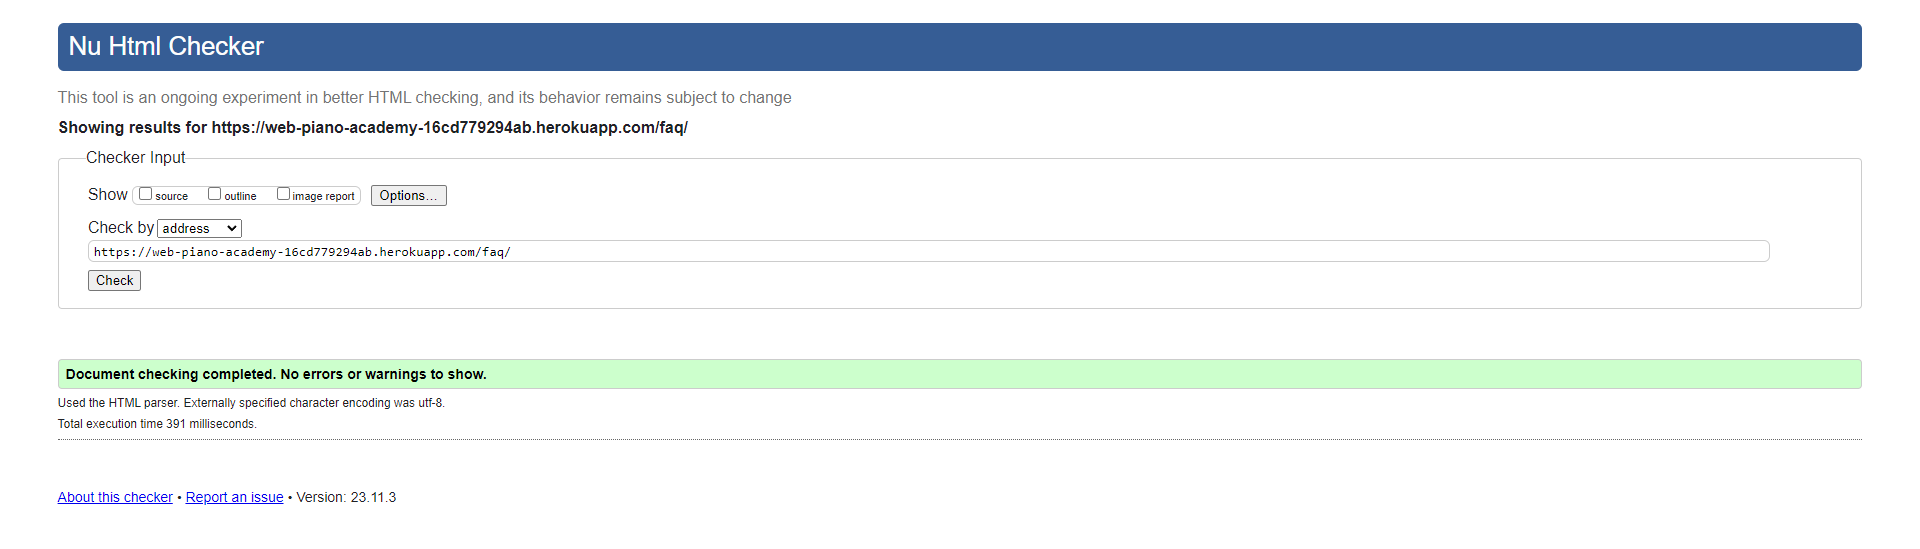 Nu Html Checker
This tool is an ongoing experiment in better HTML checking, and its behavior remains subject to change
Showing results for https://web-piano-academy-16cd779294ab.herokuapp.com/faq/
Checker Input
Show source outline image report Options...
Check by address
https://web-piano-academy-16cd779294ab.herokuapp.com/faq/
Check
Document checking completed. No errors or warnings to show.
Used the HTML parser. Externally specified character encoding was utf-8.
Total execution time 391 milliseconds.
About this checker • Report an issue • Version: 23.11.3